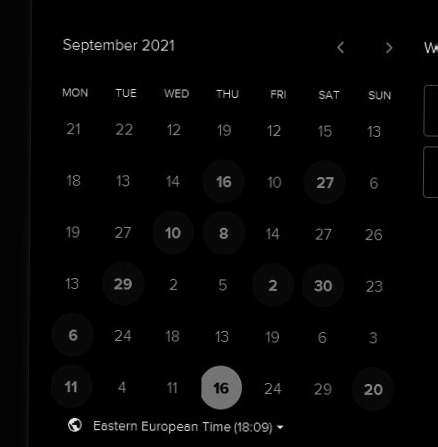 September 2021
MON TUE WED THU FRI SAT SUN
21 22 12 19 12 15 13
18 13 14 16 10 27 6
19 27 10 8 14 27 26
13 29 2 5 2 30 23
6 24 18 13 19 6 3
11 4 11 16 24 29 20
Eastern European Time (18:09)